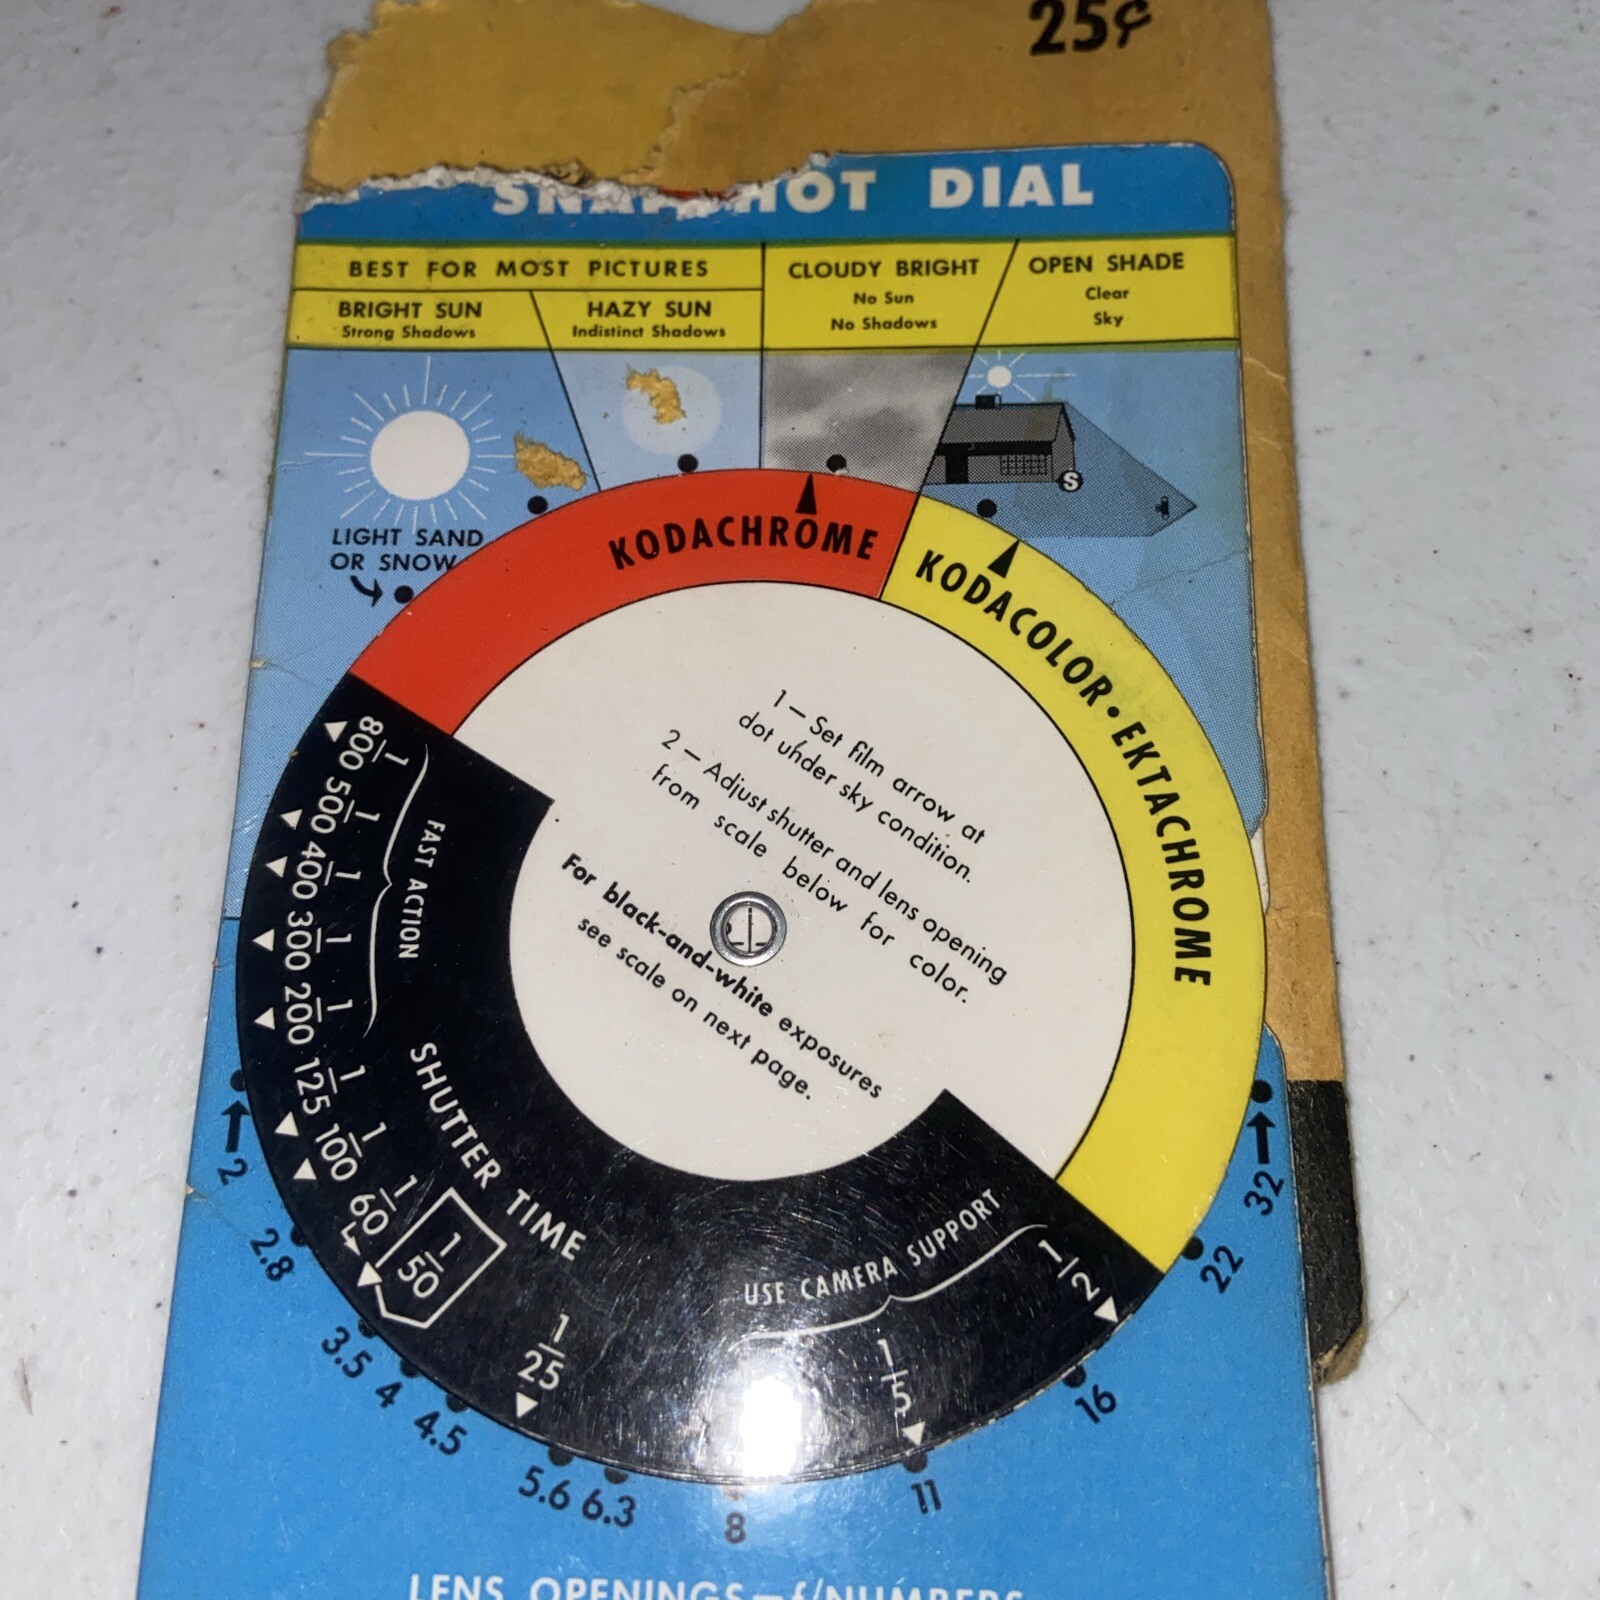 25¢
SNAPSHOT DIAL
BEST FOR MOST PICTURES
BRIGHT SUN
Strong Shadows
HAZY SUN
Indistinct Shadows
CLOUDY BRIGHT
No Sun
No Shadows
OPEN SHADE
Clear
Sky
S
LIGHT SAND
OR SNOW
KODACHROME
KODACOLOR • EKTACHROME
1 – Set film arrow at
dot under sky condition.
2 – Adjust shutter and lens opening
from scale below for color.
For black-and-white exposures
see scale on next page.
1/800 1/500 1/400 1/300 1/200 1/125 1/100 1/60 1/50 1/25 1/5 1/2
FAST ACTION
SHUTTER TIME
USE CAMERA SUPPORT
2 2.8 3.5 4 4.5 5.6 6.3 8 11 16 22 32
LENS OPENINGS – f/NUMBERS